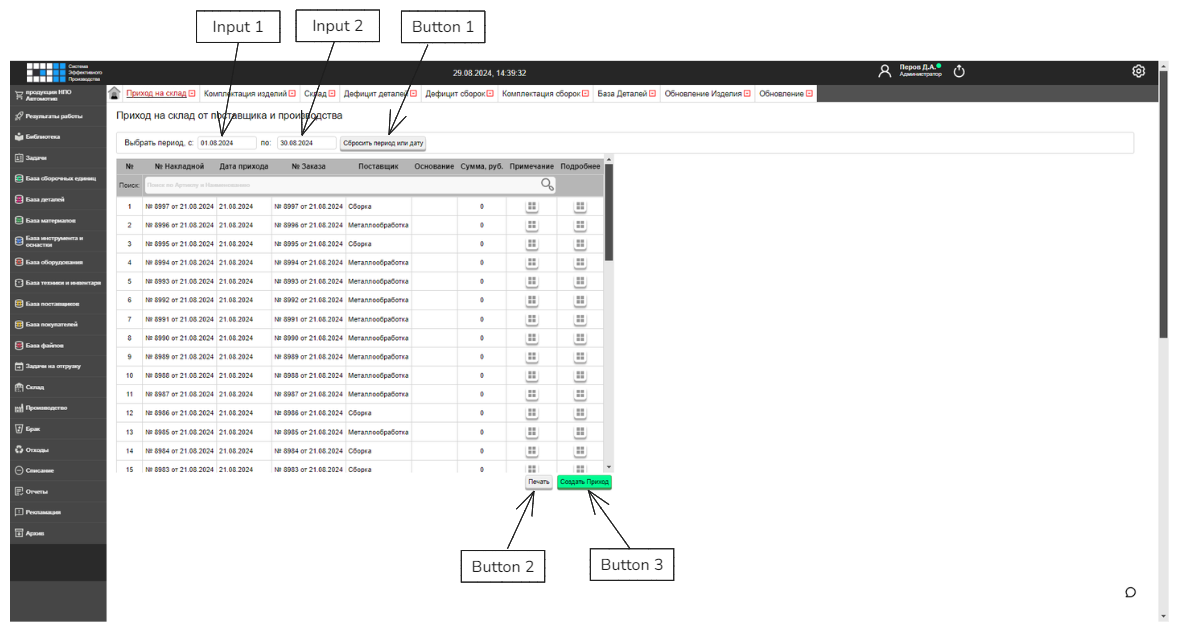 Input 1
Input 2
Button 1
Система
Эффективного
Производства
29.08.2024, 14:39:32
Перов Д.А.
Администратор
продукция НПО
Автоматика
Результаты работы
Библиотека
Задачи
База сборочных единиц
База деталей
База материалов
База инструмента и
оснастки
База оборудования
База техники и инвентаря
База поставщиков
База покупателей
База файлов
Задачи на отгрузку
Склад
Производство
Брак
Отходы
Списание
Отчеты
Рекламация
Архив
Приход на склад Комплектация изделий Склад Дефицит деталей Дефицит сборок Комплектация сборок База Деталей Обновление Изделия Обновление
Приход на склад от поставщика и производства
Выбрать период, с: 01.08.2024 по: 30.08.2024 Сбросить период или дату
№ № Накладной Дата прихода № Заказа Поставщик Основание Сумма, руб. Примечание Подробнее
Поиск: Поиск по Артикулу и Наименованию
1 № 8997 от 21.08.2024 21.08.2024 № 8997 от 21.08.2024 Сборка 0
2 № 8996 от 21.08.2024 21.08.2024 № 8996 от 21.08.2024 Металлообработка 0
3 № 8995 от 21.08.2024 21.08.2024 № 8995 от 21.08.2024 Сборка 0
4 № 8994 от 21.08.2024 21.08.2024 № 8994 от 21.08.2024 Металлообработка 0
5 № 8993 от 21.08.2024 21.08.2024 № 8993 от 21.08.2024 Металлообработка 0
6 № 8992 от 21.08.2024 21.08.2024 № 8992 от 21.08.2024 Металлообработка 0
7 № 8991 от 21.08.2024 21.08.2024 № 8991 от 21.08.2024 Металлообработка 0
8 № 8990 от 21.08.2024 21.08.2024 № 8990 от 21.08.2024 Металлообработка 0
9 № 8989 от 21.08.2024 21.08.2024 № 8989 от 21.08.2024 Металлообработка 0
10 № 8988 от 21.08.2024 21.08.2024 № 8988 от 21.08.2024 Металлообработка 0
11 № 8987 от 21.08.2024 21.08.2024 № 8987 от 21.08.2024 Металлообработка 0
12 № 8986 от 21.08.2024 21.08.2024 № 8986 от 21.08.2024 Сборка 0
13 № 8985 от 21.08.2024 21.08.2024 № 8985 от 21.08.2024 Металлообработка 0
14 № 8984 от 21.08.2024 21.08.2024 № 8984 от 21.08.2024 Сборка 0
15 № 8983 от 21.08.2024 21.08.2024 № 8983 от 21.08.2024 Сборка 0
Печать Создать Приход
Button 2
Button 3